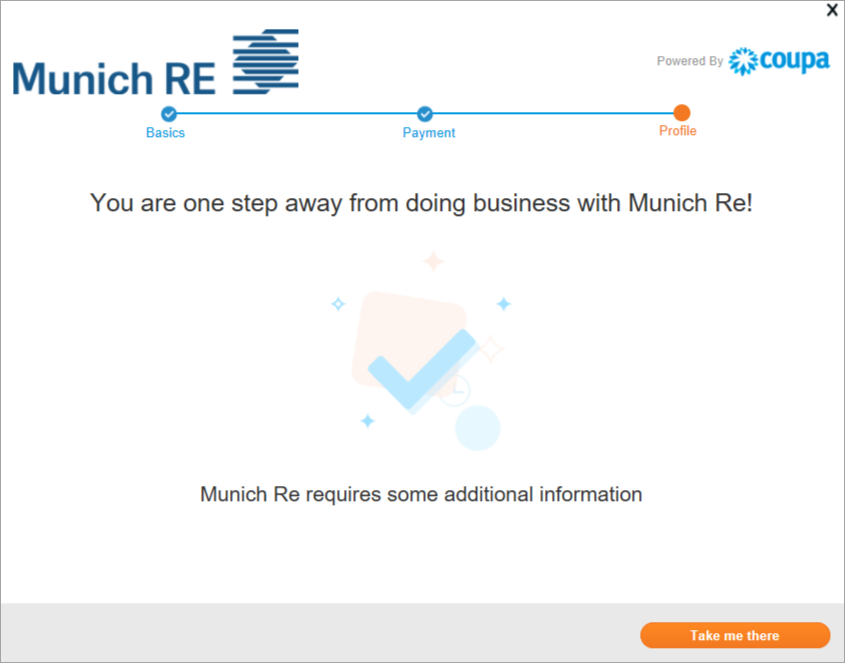 X
Munich RE
Powered By coupa
Basics
Payment
Profile
You are one step away from doing business with Munich Re!
Munich Re requires some additional information
Take me there